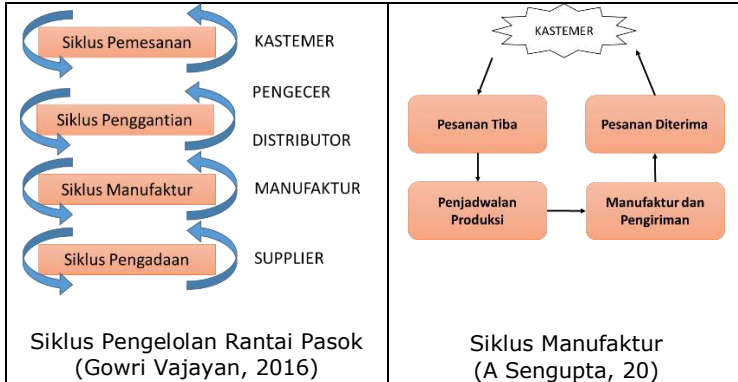 Siklus Pemesanan
KASTEMER
PENGECER
Siklus Penggantian
DISTRIBUTOR
Siklus Manufaktur
MANUFAKTUR
Siklus Pengadaan
SUPPLIER
Siklus Pengelolan Rantai Pasok
(Gowri Vajayan, 2016)
KASTEMER
Pesanan Tiba
Pesanan Diterima
Penjadwalan
Produksi
Manufaktur dan
Pengiriman
Siklus Manufaktur
(A Sengupta, 20)